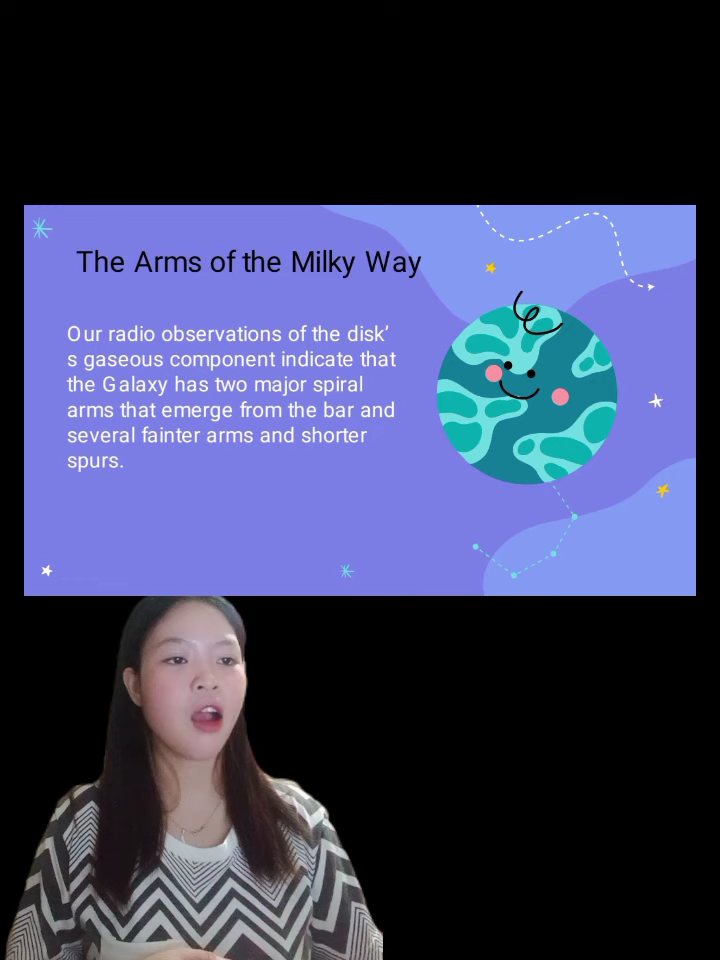 The Arms of the Milky Way
Our radio observations of the disk’
s gaseous component indicate that
the Galaxy has two major spiral
arms that emerge from the bar and
several fainter arms and shorter
spurs.